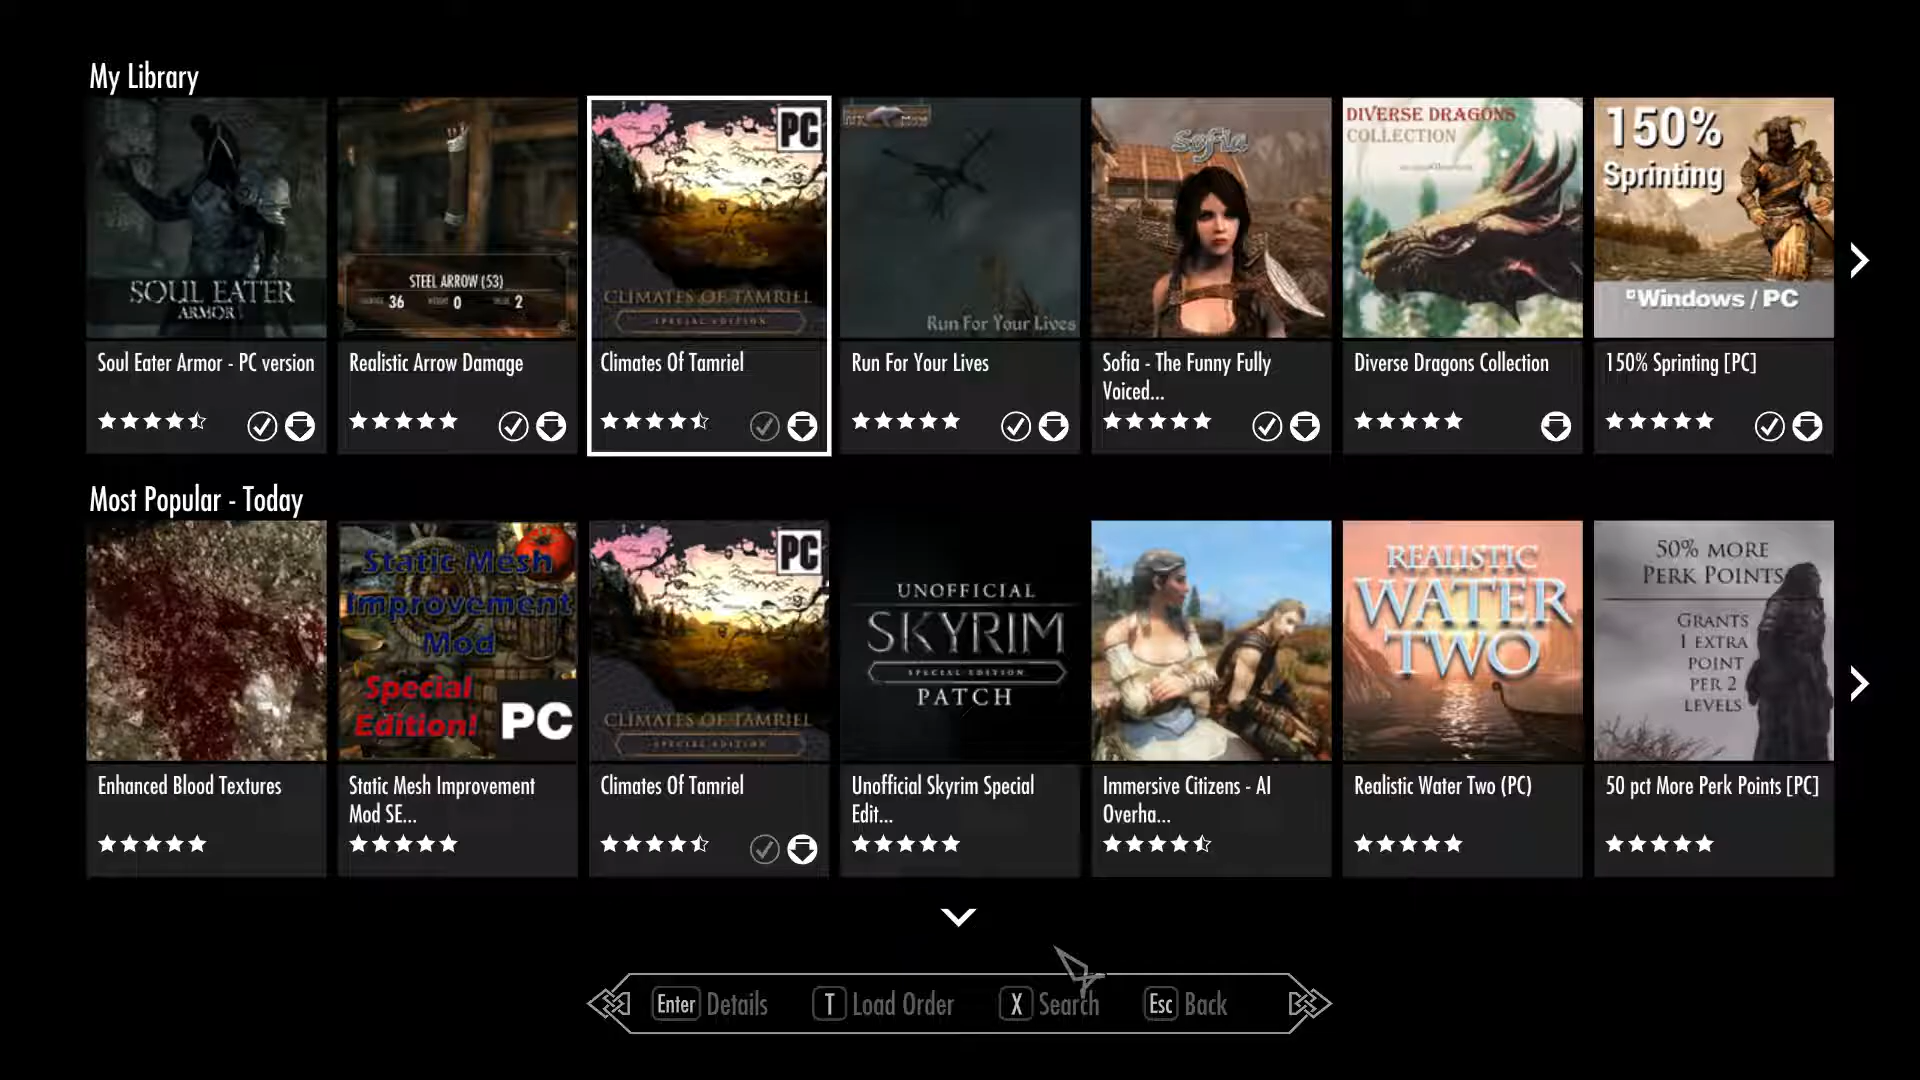 My Library
SOUL EATER
ARMOR
STEEL ARROW (53)
36
0
2
PC
CLIMATES OF TAMRIEL
SPECIAL EDITION
Run For Your Lives
Sofia
DIVERSE DRAGONS
COLLECTION
150%
Sprinting
Windows / PC
Soul Eater Armor - PC version
Realistic Arrow Damage
Climates Of Tamriel
Run For Your Lives
Sofia - The Funny Fully
Voiced...
Diverse Dragons Collection
150% Sprinting [PC]
Most Popular - Today
Static Mesh
Improvement
Mod
Special
Edition!
PC
PC
CLIMATES OF TAMRIEL
SPECIAL EDITION
UNOFFICIAL
SKYRIM
SPECIAL EDITION
PATCH
REALISTIC
WATER
TWO
50% MORE
PERK POINTS
GRANTS
1 EXTRA
POINT
PER 2
LEVELS
Enhanced Blood Textures
Static Mesh Improvement
Mod SE...
Climates Of Tamriel
Unofficial Skyrim Special
Edit...
Immersive Citizens - AI
Overha...
Realistic Water Two (PC)
50 pct More Perk Points [PC]
Enter Details T Load Order X Search Esc Back